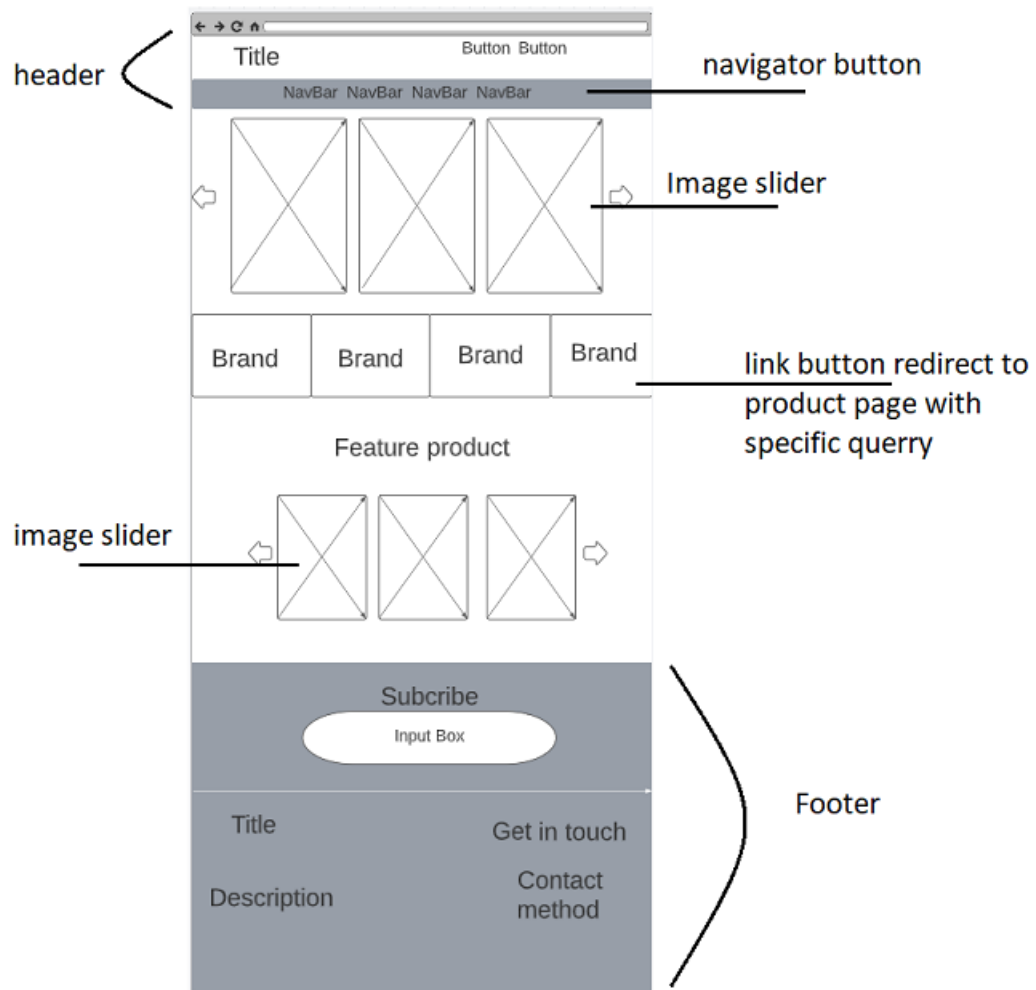 header
Title
Button Button
navigator button
NavBar NavBar NavBar NavBar
Image slider
Brand Brand Brand Brand
link button redirect to
product page with
specific querry
Feature product
image slider
Subcribe
Input Box
Footer
Title
Get in touch
Description
Contact
method